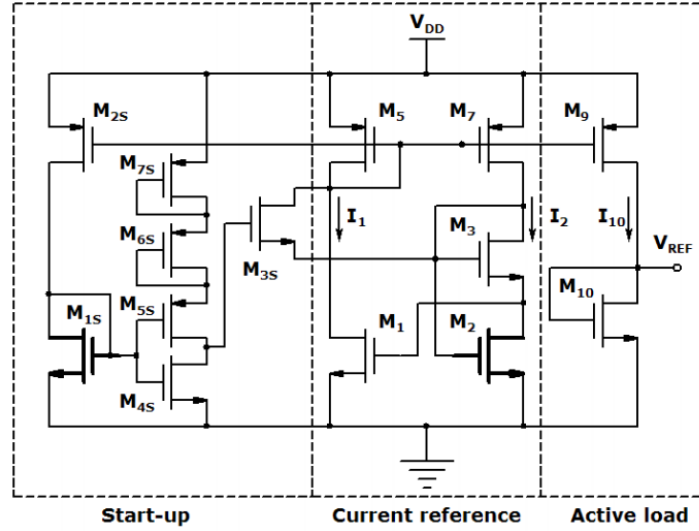 V_DD
M_2S
M_5
M_7
M_9
M_7S
I_1
M_3
I_2
I_10
M_6S
V_REF
M_3S
M_10
M_5S
M_1S
M_1
M_2
M_4S
Start-up
Current reference
Active load